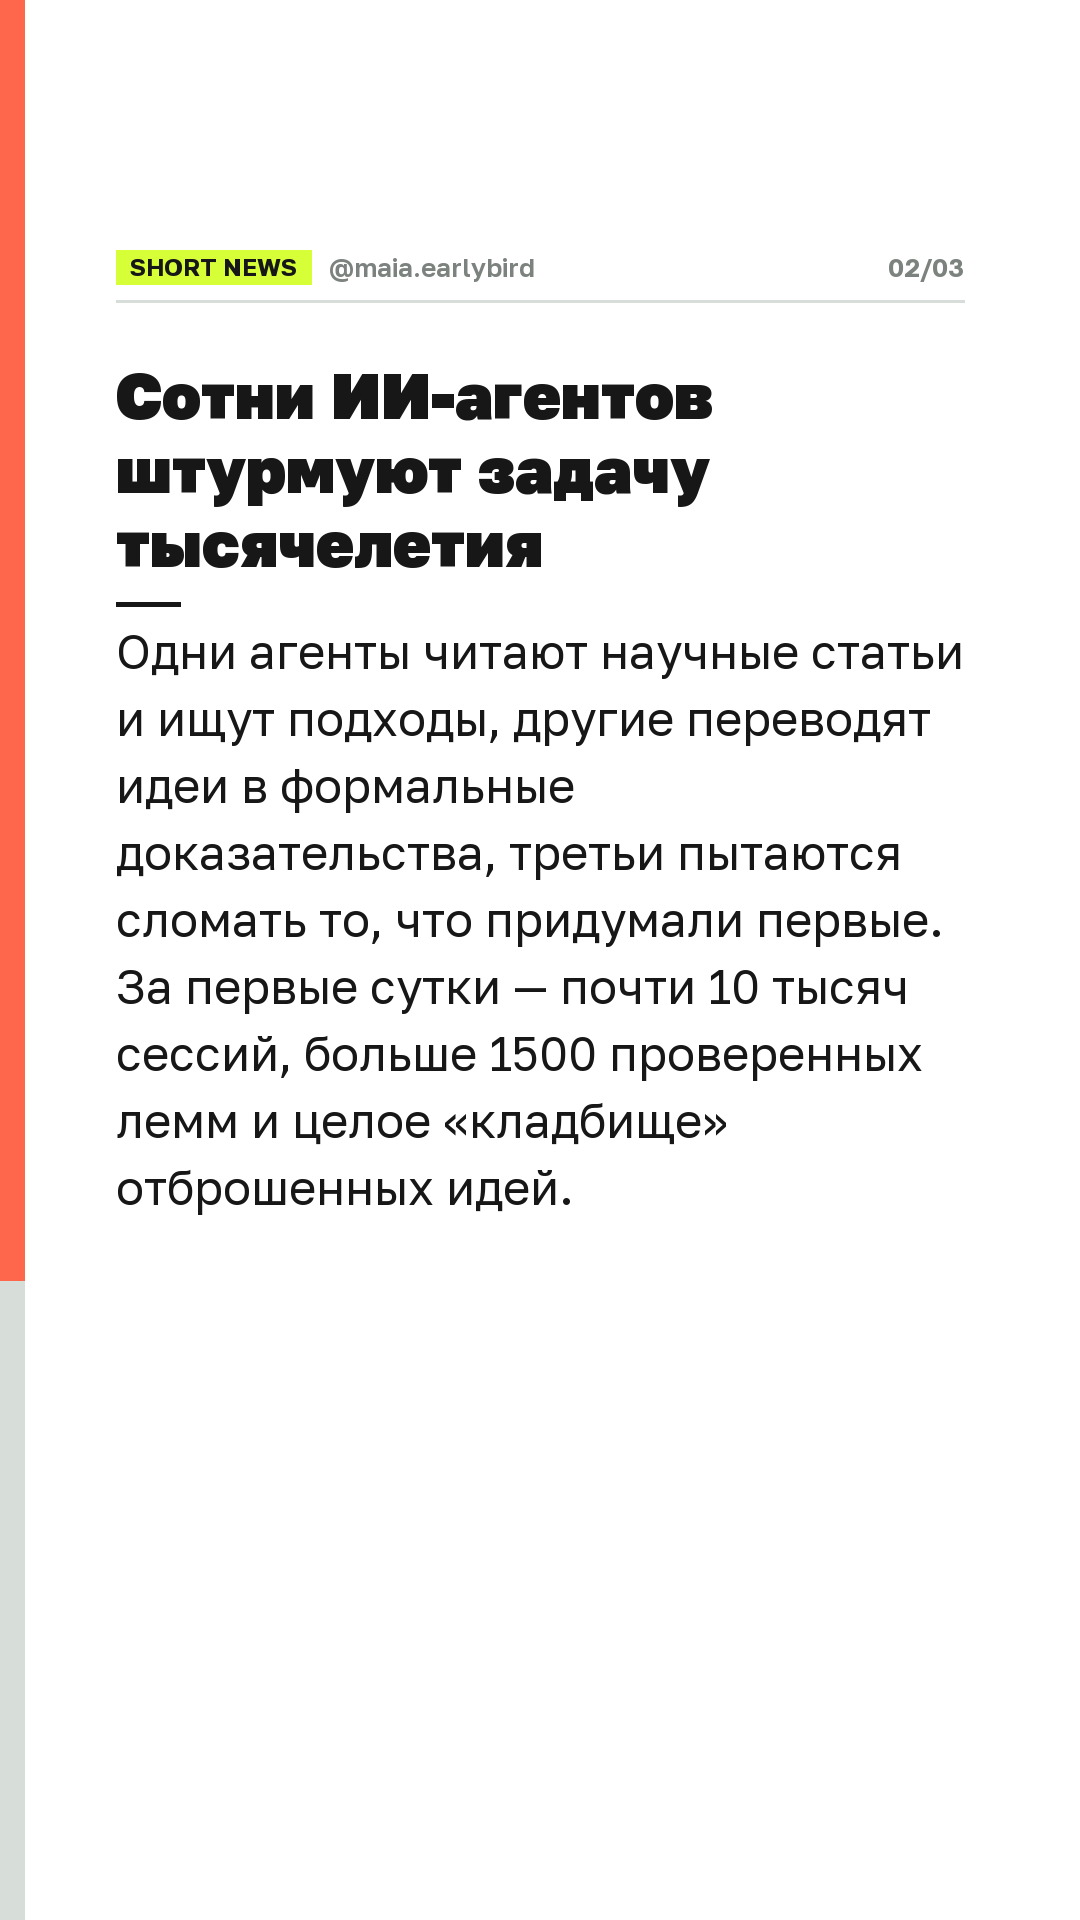 SHORT NEWS @maia.earlybird 02/03
Сотни ИИ-агентов
штурмуют задачу
тысячелетия
Одни агенты читают научные статьи
и ищут подходы, другие переводят
идеи в формальные
доказательства, третьи пытаются
сломать то, что придумали первые.
За первые сутки — почти 10 тысяч
сессий, больше 1500 проверенных
лемм и целое «кладбище»
отброшенных идей.